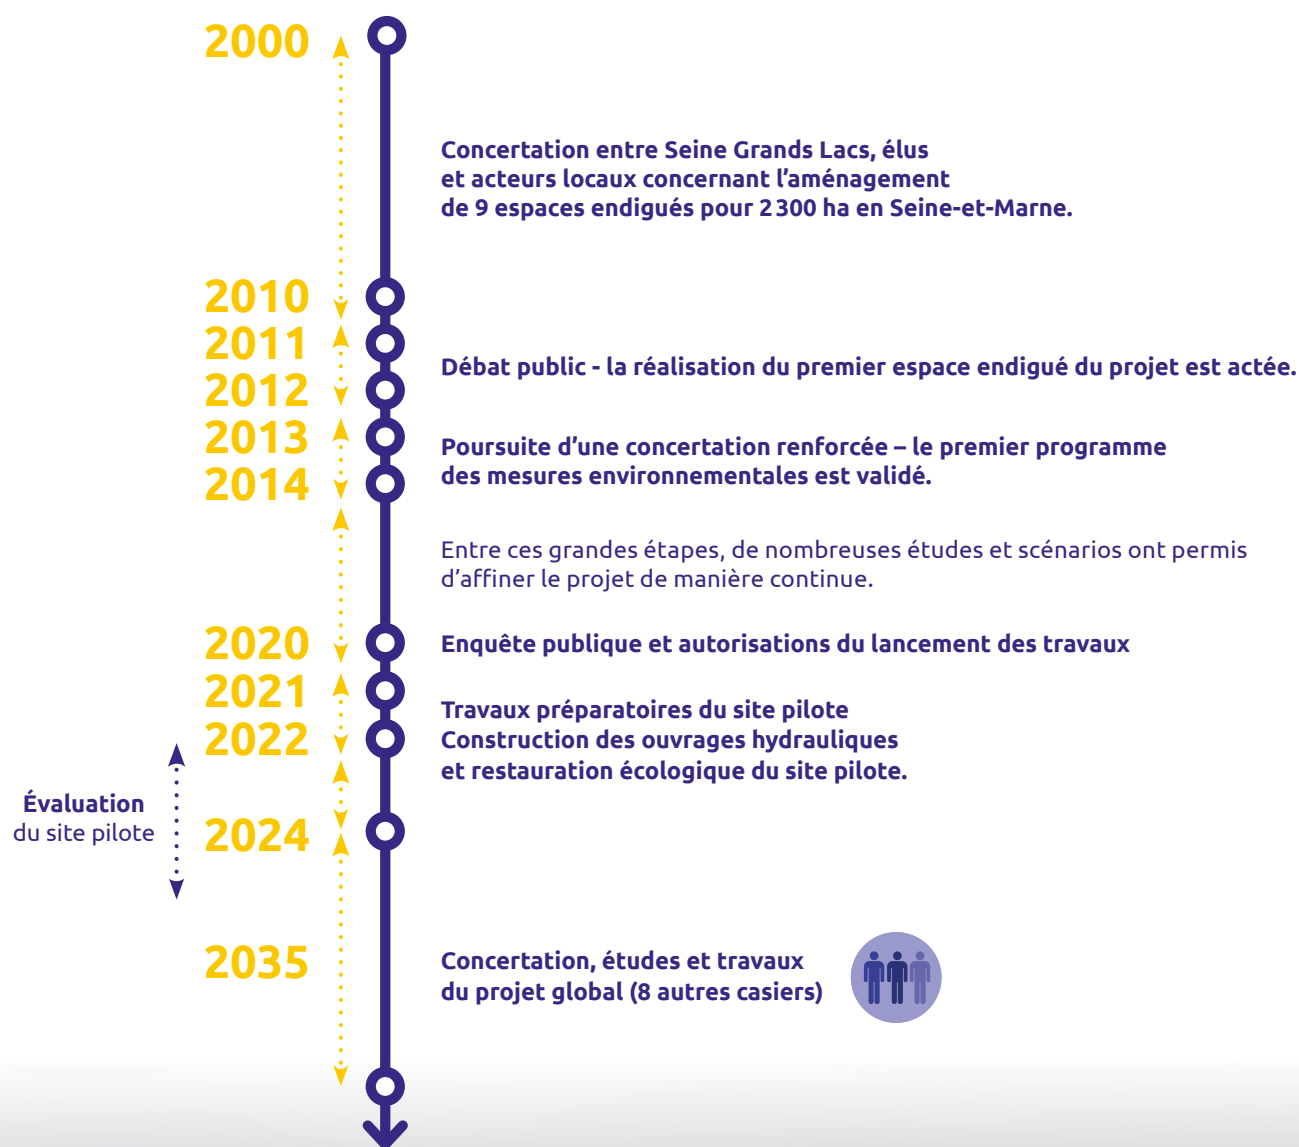 2000
Concertation entre Seine Grands Lacs, élus
et acteurs locaux concernant l’aménagement
de 9 espaces endigués pour 2 300 ha en Seine-et-Marne.
2010
2011
2012
Débat public - la réalisation du premier espace endigué du projet est actée.
2013
2014
Poursuite d’une concertation renforcée – le premier programme
des mesures environnementales est validé.
Entre ces grandes étapes, de nombreuses études et scénarios ont permis
d’affiner le projet de manière continue.
2020
Enquête publique et autorisations du lancement des travaux
2021
2022
Travaux préparatoires du site pilote
Construction des ouvrages hydrauliques
et restauration écologique du site pilote.
Évaluation
du site pilote
2024
2035
Concertation, études et travaux
du projet global (8 autres casiers)